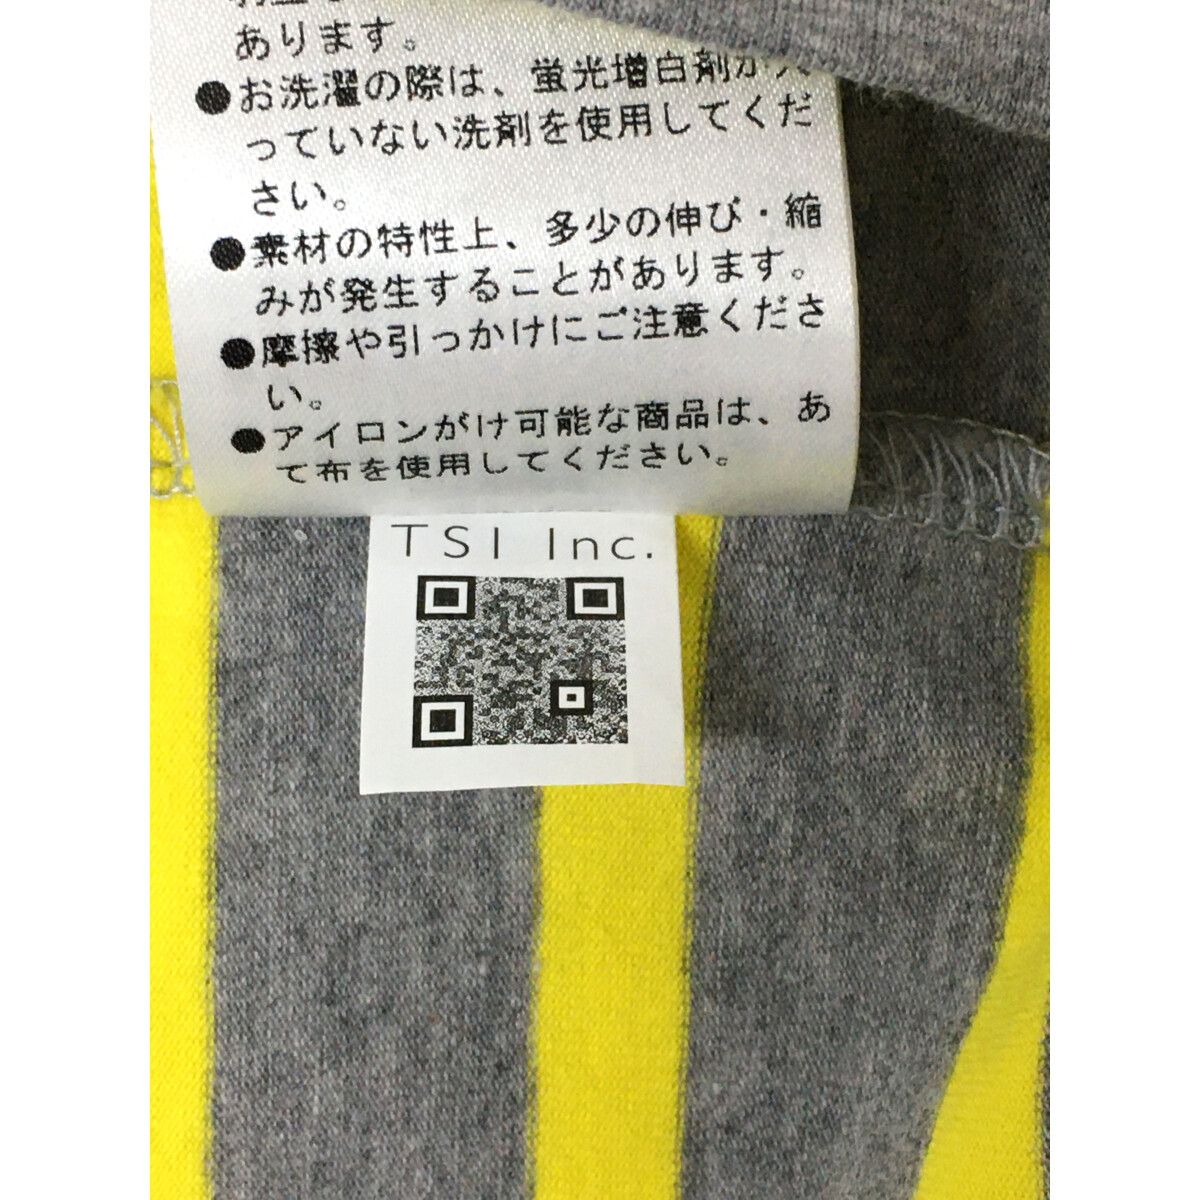 あります。
●お洗濯の際は、蛍光増白剤が入
っていない洗剤を使用してくだ
さい。
●素材の特性上、多少の伸び・縮
みが発生することがあります。
●摩擦や引っかけにご注意くださ
い。
●アイロンがけ可能な商品は、あ
て布を使用してください。
TSI Inc.